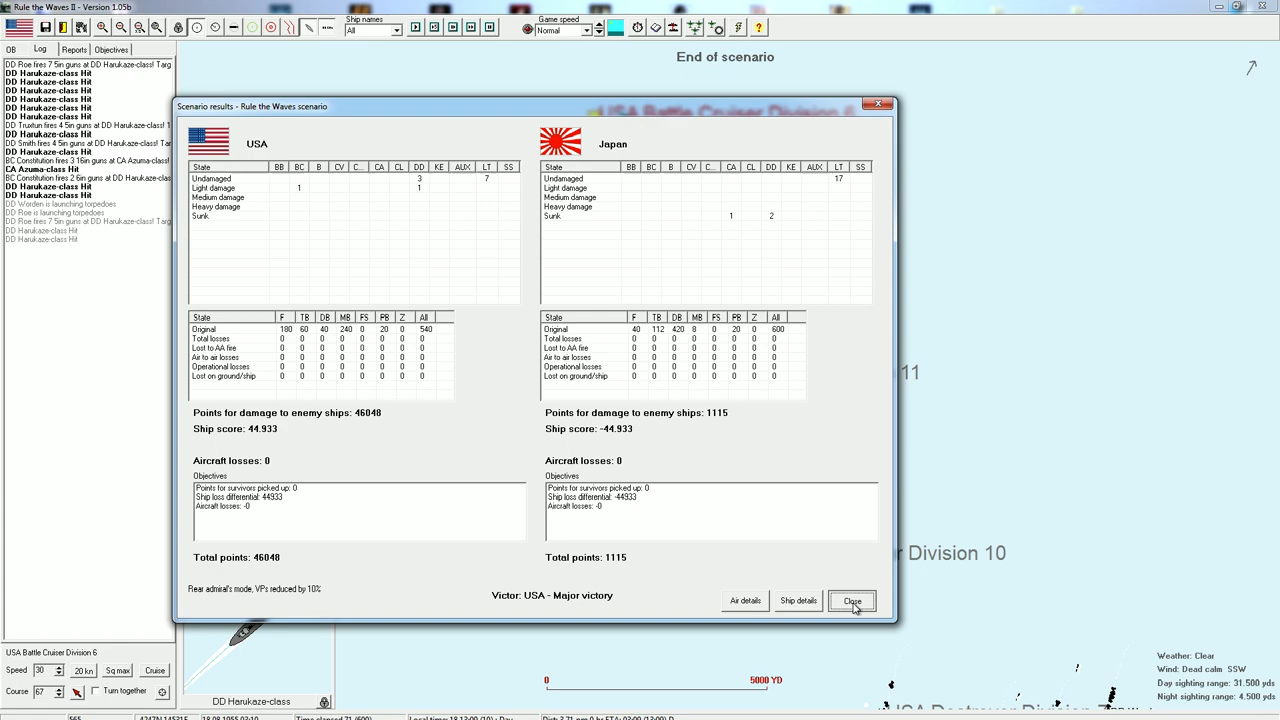 Rule the Waves II - Version 1.05b
Ship names
All
Game speed
Normal
OB Log Reports Objectives
DD Roe fires 7 5in guns at DD Harukaze-class! Targ
DD Harukaze-class Hit
DD Harukaze-class Hit
DD Harukaze-class Hit
DD Harukaze-class Hit
DD Harukaze-class Hit
DD Harukaze-class Hit
DD Truxtun fires 4 5in guns at DD Harukaze-class! 1
DD Harukaze-class Hit
DD Smith fires 4 5in guns at DD Harukaze-class! Tar
DD Harukaze-class Hit
BC Constitution fires 3 16in guns at CA Azuma-class!
CA Azuma-class Hit
BC Constitution fires 2 6in guns at DD Harukaze-clas
DD Harukaze-class Hit
DD Harukaze-class Hit
DD Worden is launching torpedoes
DD Roe is launching torpedoes
DD Roe fires 7 5in guns at DD Harukaze-class! Targ
DD Harukaze-class Hit
DD Harukaze-class Hit
End of scenario
USA Battle Cruiser Division 6
Scenario results - Rule the Waves scenario
USA
State BB BC B CV C... CA CL DD KE AUX LT SS
Undamaged 3 7
Light damage 1 1
Medium damage
Heavy damage
Sunk
State F TB DB MB FS PB Z All
Original 180 60 40 240 0 20 0 540
Total losses 0 0 0 0 0 0 0 0
Lost to AA fire 0 0 0 0 0 0 0 0
Air to air losses 0 0 0 0 0 0 0 0
Operational losses 0 0 0 0 0 0 0 0
Lost on ground/ship 0 0 0 0 0 0 0 0
Points for damage to enemy ships: 46048
Ship score: 44.933
Aircraft losses: 0
Objectives
Points for survivors picked up: 0
Ship loss differential: 44933
Aircraft losses: -0
Total points: 46048
Japan
State BB BC B CV C... CA CL DD KE AUX LT SS
Undamaged 17
Light damage
Medium damage
Heavy damage
Sunk 1 2
State F TB DB MB FS PB Z All
Original 40 112 420 8 0 20 0 600
Total losses 0 0 0 0 0 0 0 0
Lost to AA fire 0 0 0 0 0 0 0 0
Air to air losses 0 0 0 0 0 0 0 0
Operational losses 0 0 0 0 0 0 0 0
Lost on ground/ship 0 0 0 0 0 0 0 0
Points for damage to enemy ships: 1115
Ship score: -44.933
Aircraft losses: 0
Objectives
Points for survivors picked up: 0
Ship loss differential: -44933
Aircraft losses: -0
Total points: 1115
Rear admiral's mode, VPs reduced by 10%
Victor: USA - Major victory
Air details Ship details Close
11
r Division 10
USA Battle Cruiser Division 6
Speed 30 20 kn Sq max Cruise
Course 67 Turn together
DD Harukaze-class
0 5000 YD
Weather: Clear
Wind: Dead calm SSW
Day sighting range: 31.500 yds
Night sighting range: 4.500 yds
USA Destroyer Division